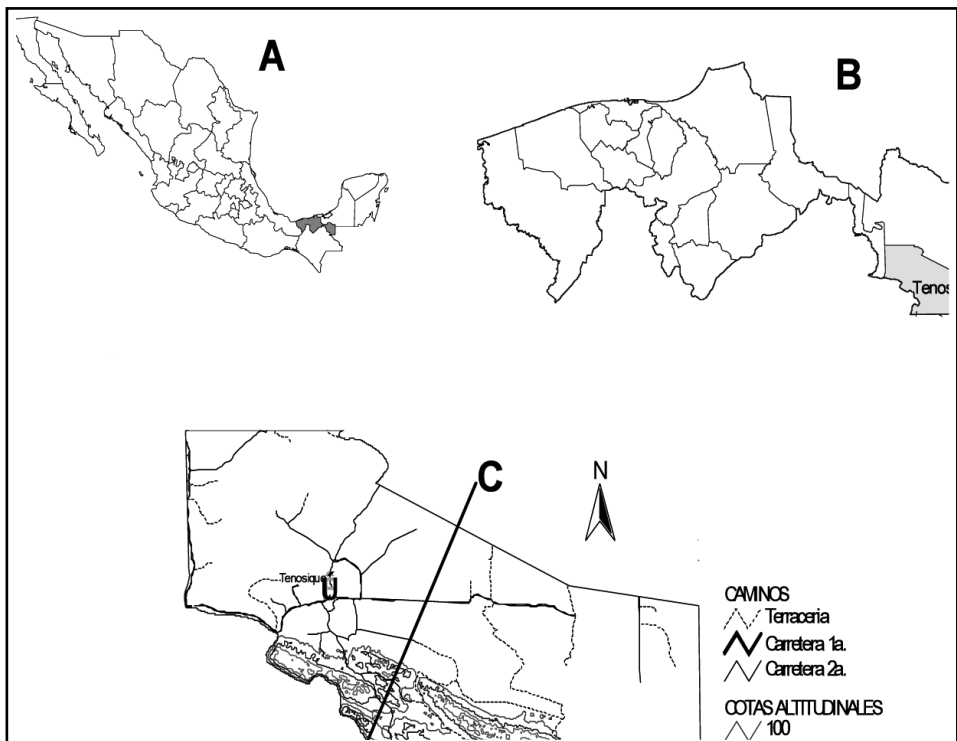 A
B
Tenos
C
N
Tenosique
U
CAMINOS
Terraceria
Carretera 1a.
Carretera 2a.
COTAS ALTITUDINALES
100